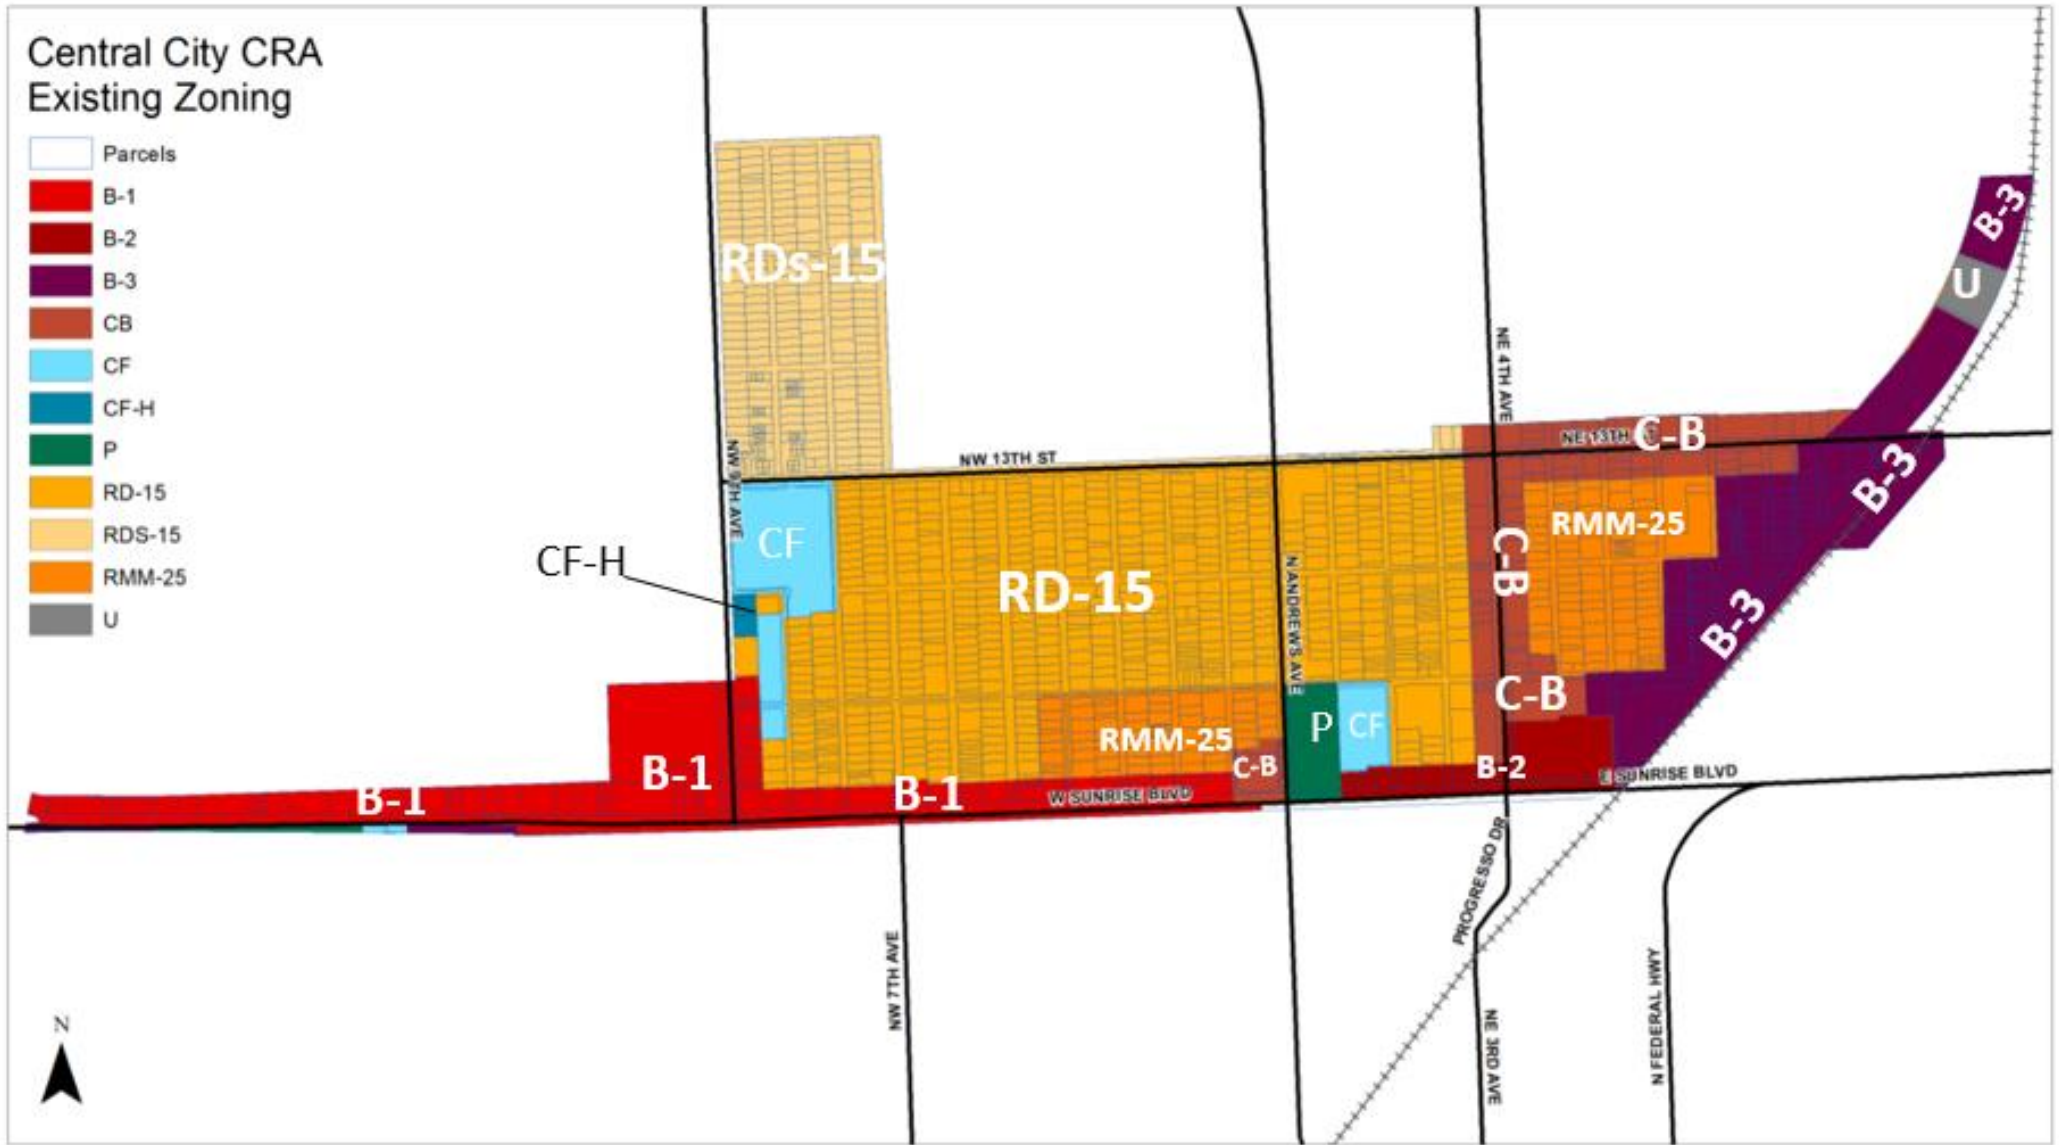 Central City CRA
Existing Zoning
Parcels
B-1
B-2
B-3
CB
CF
CF-H
P
RD-15
RDS-15
RMM-25
U
RDs-15
B-3
U
NE 4TH AVE
NE 13TH
C-B
NW 13TH ST
NW 9TH AVE
B-3
CF
CF-H
RMM-25
C-B
RD-15
N ANDREWS AVE
B-3
C-B
P
CF
RMM-25
C-B
B-2
E SUNRISE BLVD
B-1
B-1
B-1
W SUNRISE BLVD
PROGRESSO DR
NW 7TH AVE
NE 3RD AVE
N FEDERAL HWY
N